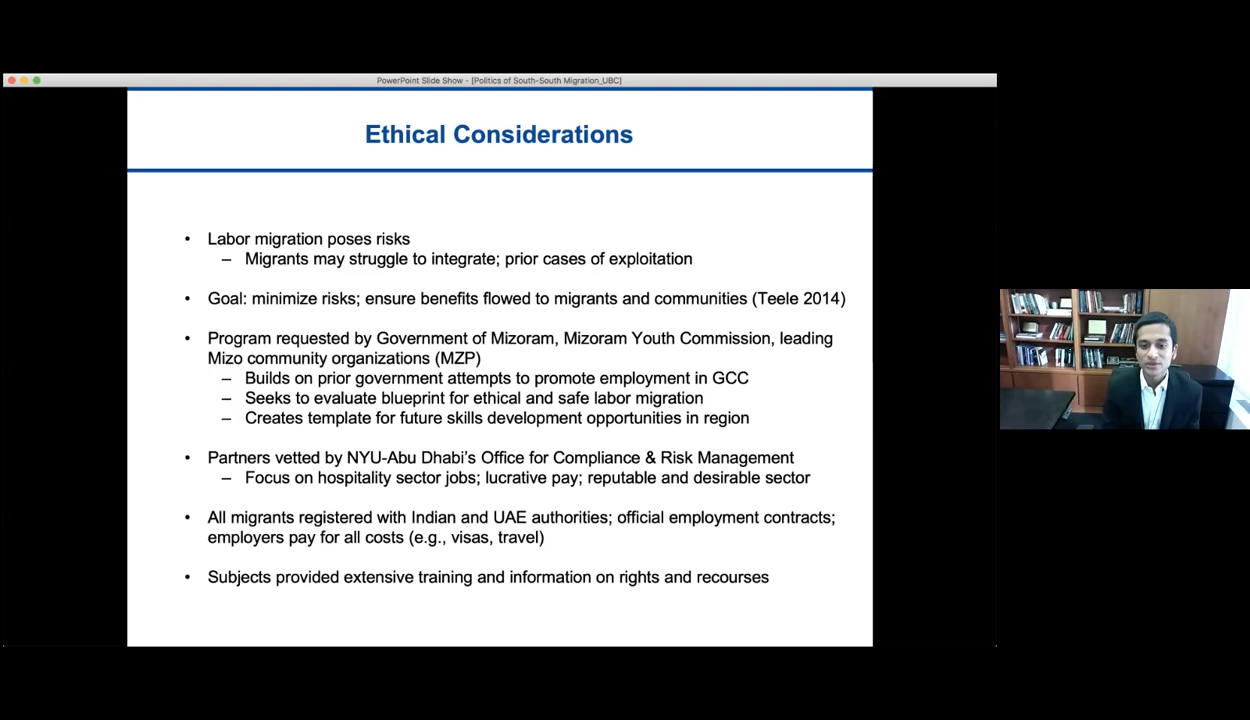 PowerPoint Slide Show - [Politics of South-South Migration_UBC]
Ethical Considerations
• Labor migration poses risks
– Migrants may struggle to integrate; prior cases of exploitation
• Goal: minimize risks; ensure benefits flowed to migrants and communities (Teele 2014)
• Program requested by Government of Mizoram, Mizoram Youth Commission, leading
Mizo community organizations (MZP)
– Builds on prior government attempts to promote employment in GCC
– Seeks to evaluate blueprint for ethical and safe labor migration
– Creates template for future skills development opportunities in region
• Partners vetted by NYU-Abu Dhabi's Office for Compliance & Risk Management
– Focus on hospitality sector jobs; lucrative pay; reputable and desirable sector
• All migrants registered with Indian and UAE authorities; official employment contracts;
employers pay for all costs (e.g., visas, travel)
• Subjects provided extensive training and information on rights and recourses